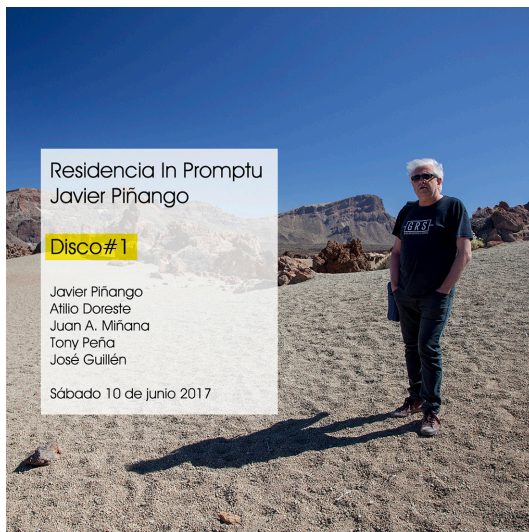 Residencia In Promptu
Javier Piñango
Disco#1
Javier Piñango
Atilio Doreste
Juan A. Miñana
Tony Peña
José Guillén
Sábado 10 de junio 2017
GRS